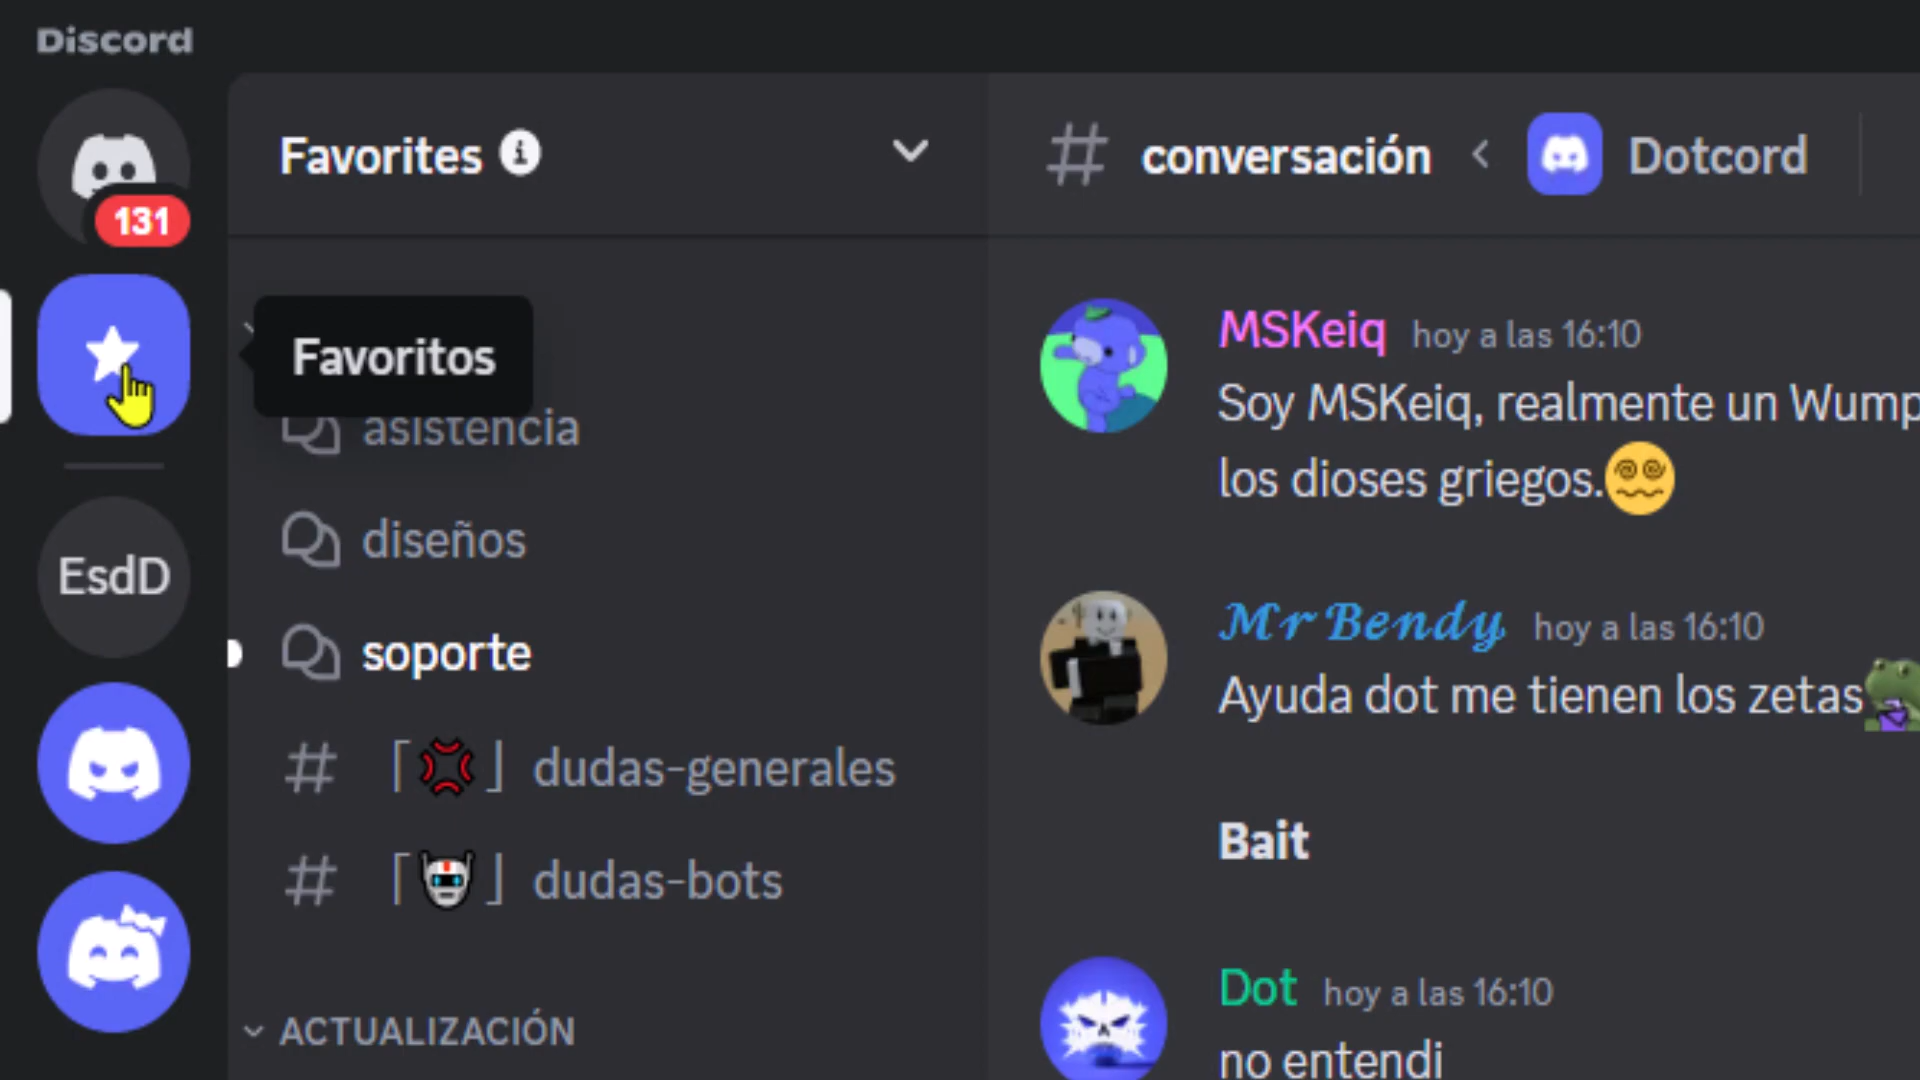 Discord
131
EsdD
Favorites
Favoritos
asistencia
diseños
soporte
# 「💢」dudas-generales
# 「🤖」dudas-bots
ACTUALIZACIÓN
# conversación < Dotcord
MSKeiq hoy a las 16:10
Soy MSKeiq, realmente un Wump
los dioses griegos.😵‍💫
𝓜𝓻 𝓑𝓮𝓷𝓭𝔂 hoy a las 16:10
Ayuda dot me tienen los zetas
Bait
Dot hoy a las 16:10
no entendi